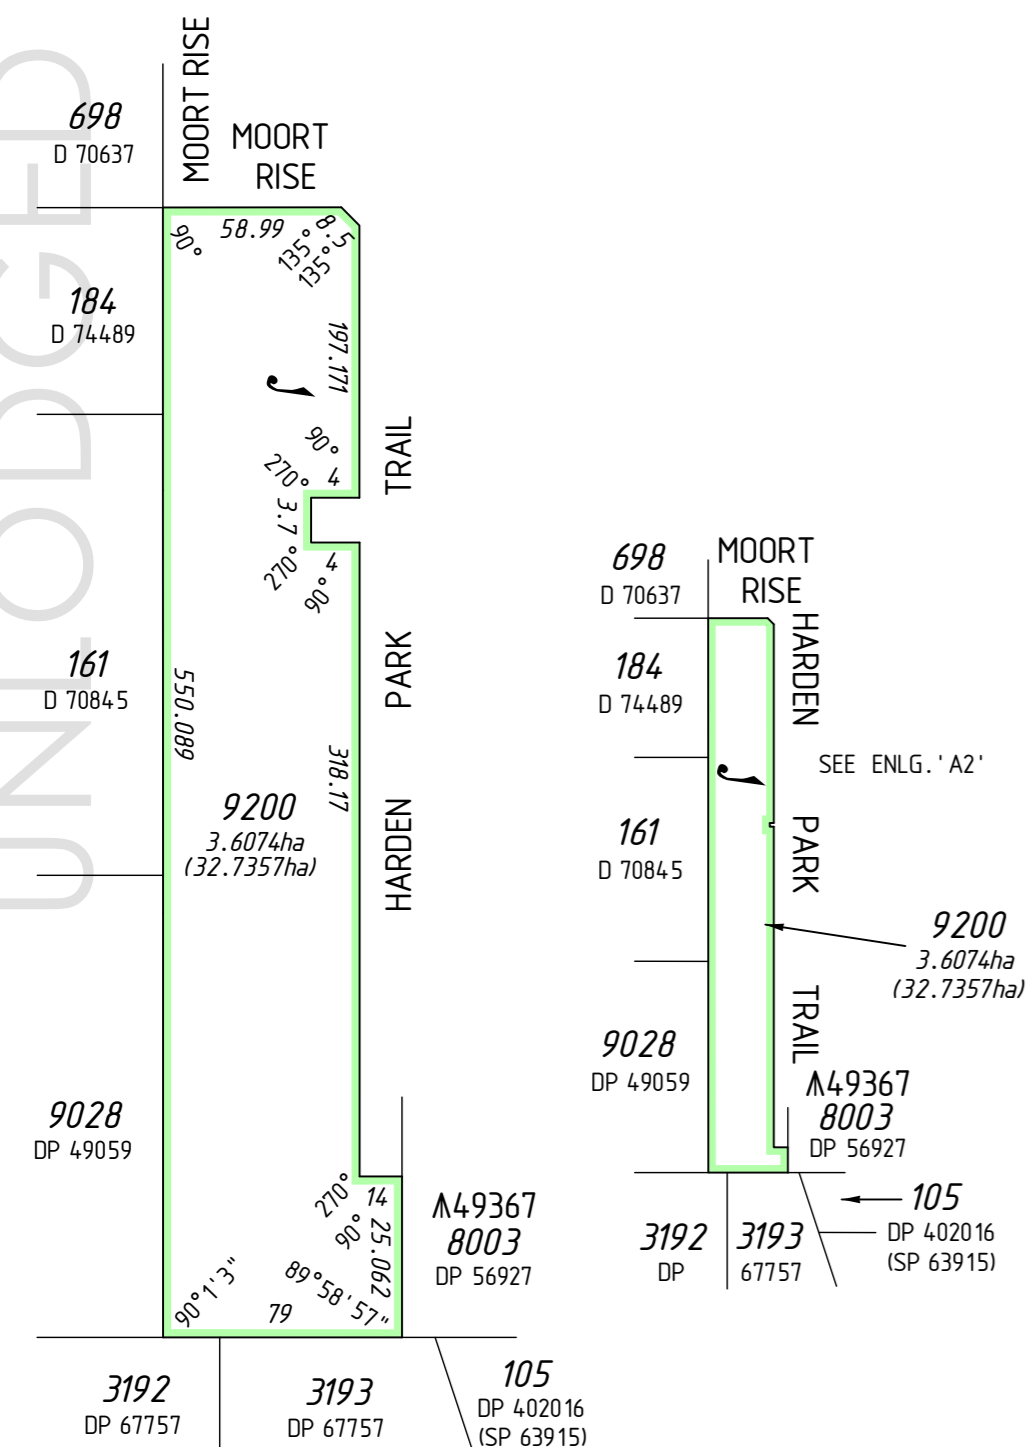 UNLODGED
MOORT RISE
698
D 70637
MOORT
RISE
90°
58.99
8.5
135°
135°
184
D 74489
197.171
90°
270°
4
3.7
270°
4
90°
TRAIL
PARK
HARDEN
161
D 70845
550.089
318.17
9200
3.6074ha
(32.7357ha)
9028
DP 49059
270°
14
90°
25.062
90°1'3"
89°58'57"
79
Ʌ49367
8003
DP 56927
3192
DP 67757
3193
DP 67757
105
DP 402016
(SP 63915)
698
D 70637
MOORT
RISE
HARDEN
184
D 74489
SEE ENLG.'A2'
161
D 70845
PARK
9200
3.6074ha
(32.7357ha)
TRAIL
9028
DP 49059
Ʌ49367
8003
DP 56927
3192
DP
3193
67757
105
DP 402016
(SP 63915)